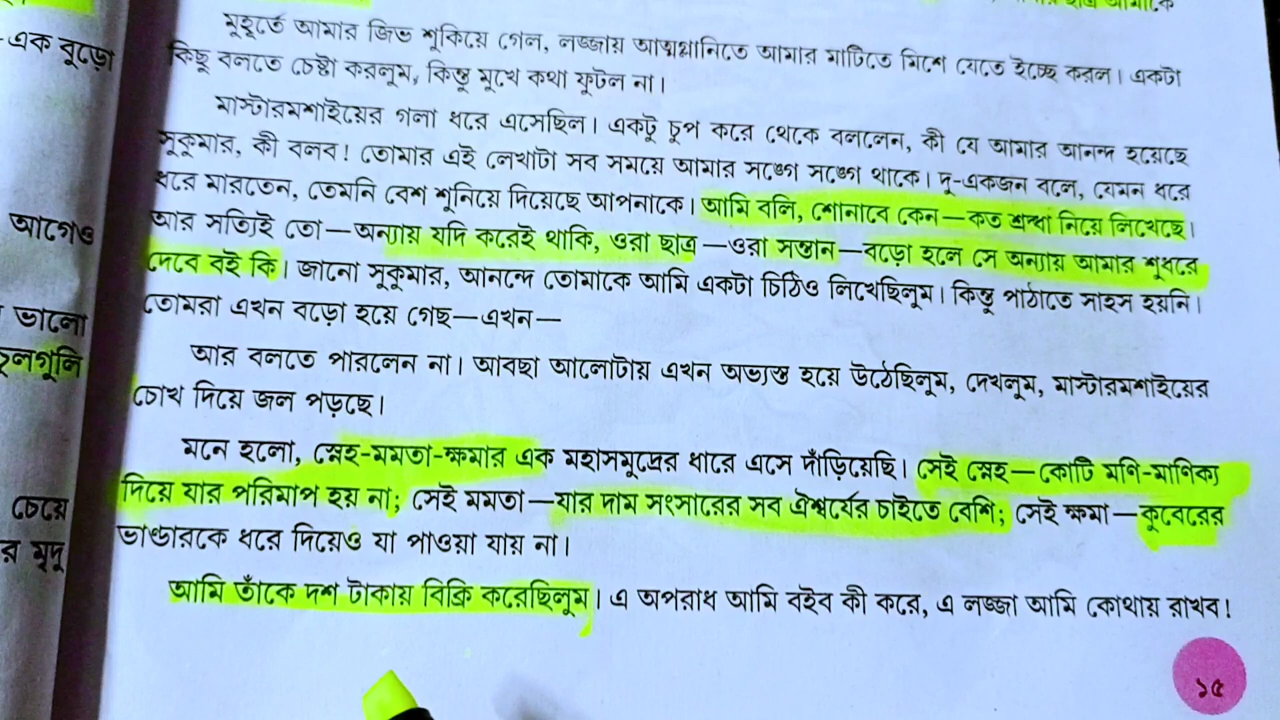 মুহূর্তে আমার জিভ শুকিয়ে গেল, লজ্জায় আত্মগ্লানিতে আমার মাটিতে মিশে যেতে ইচ্ছে করল। একটা
কিছু বলতে চেষ্টা করলুম, কিন্তু মুখে কথা ফুটল না।
মাস্টারমশাইয়ের গলা ধরে এসেছিল। একটু চুপ করে থেকে বললেন, কী যে আমার আনন্দ হয়েছে
সুকুমার, কী বলব! তোমার এই লেখাটা সব সময়ে আমার সঙ্গে সঙ্গে থাকে। দু-একজন বলে, যেমন ধরে
ধরে মারতেন, তেমনি বেশ শুনিয়ে দিয়েছে আপনাকে। আমি বলি, শোনাবে কেন—কত শ্রদ্ধা নিয়ে লিখেছে।
আর সত্যিই তো—অন্যায় যদি করেই থাকি, ওরা ছাত্র—ওরা সন্তান—বড়ো হলে সে অন্যায় আমার শুধরে
দেবে বই কি। জানো সুকুমার, আনন্দে তোমাকে আমি একটা চিঠিও লিখেছিলুম। কিন্তু পাঠাতে সাহস হয়নি।
তোমরা এখন বড়ো হয়ে গেছ—এখন—
আর বলতে পারলেন না। আবছা আলোটায় এখন অভ্যস্ত হয়ে উঠেছিলুম, দেখলুম, মাস্টারমশাইয়ের
চোখ দিয়ে জল পড়ছে।
মনে হলো, স্নেহ-মমতা-ক্ষমার এক মহাসমুদ্রের ধারে এসে দাঁড়িয়েছি। সেই স্নেহ—কোটি মণি-মাণিক্য
দিয়ে যার পরিমাপ হয় না; সেই মমতা—যার দাম সংসারের সব ঐশ্বর্যের চাইতে বেশি; সেই ক্ষমা—কুবেরের
ভাণ্ডারকে ধরে দিয়েও যা পাওয়া যায় না।
আমি তাঁকে দশ টাকায় বিক্রি করেছিলুম। এ অপরাধ আমি বইব কী করে, এ লজ্জা আমি কোথায় রাখব!
১৫
এক বুড়ো
আগেও
ভালো
লগুলি
চেয়ে
র মৃদু